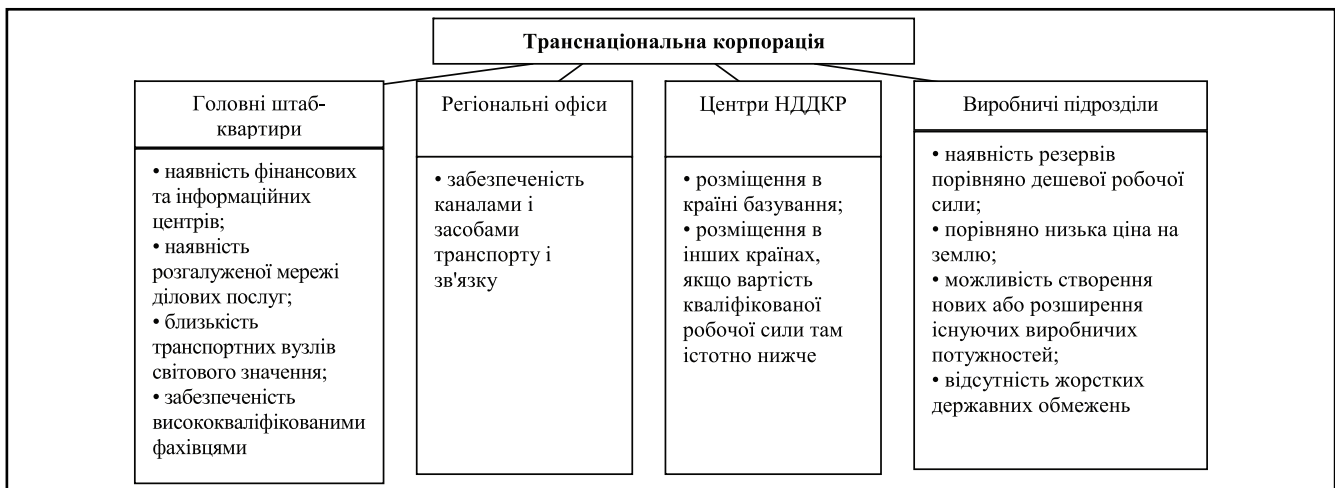 Транснаціональна корпорація
Головні штаб-
квартири
• наявність фінансових
та інформаційних
центрів;
• наявність
розгалуженої мережі
ділових послуг;
• близькість
транспортних вузлів
світового значення;
• забезпеченість
висококваліфікованими
фахівцями
Регіональні офіси
• забезпеченість
каналами і
засобами
транспорту і
зв'язку
Центри НДДКР
• розміщення в
країні базування;
• розміщення в
інших країнах,
якщо вартість
кваліфікованої
робочої сили там
істотно нижче
Виробничі підрозділи
• наявність резервів
порівняно дешевої робочої
сили;
• порівняно низька ціна на
землю;
• можливість створення
нових або розширення
існуючих виробничих
потужностей;
• відсутність жорстких
державних обмежень